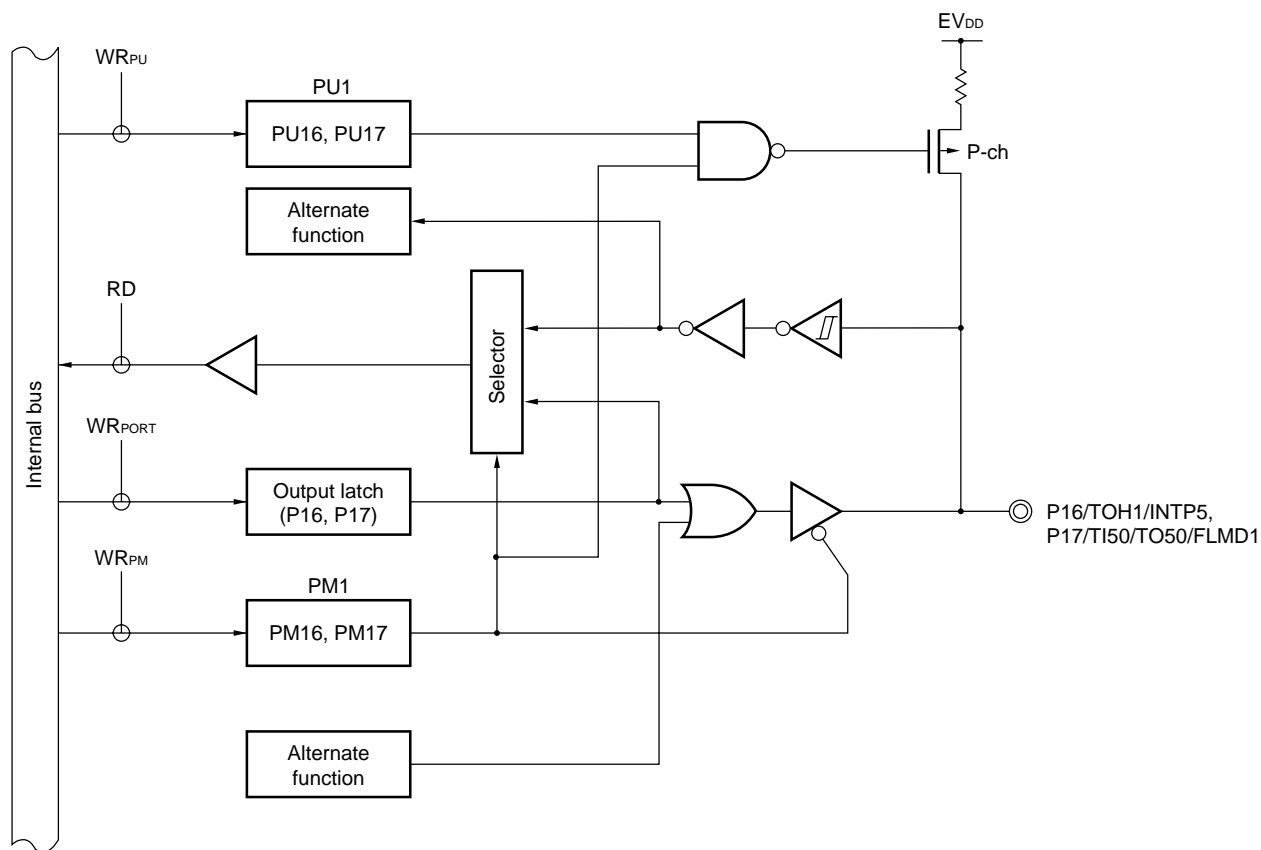 EVDD
WRPU
PU1
PU16, PU17
P-ch
Alternate
function
RD
Selector
Internal bus
WRPORT
Output latch
(P16, P17)
P16/TOH1/INTP5,
P17/TI50/TO50/FLMD1
WRPM
PM1
PM16, PM17
Alternate
function